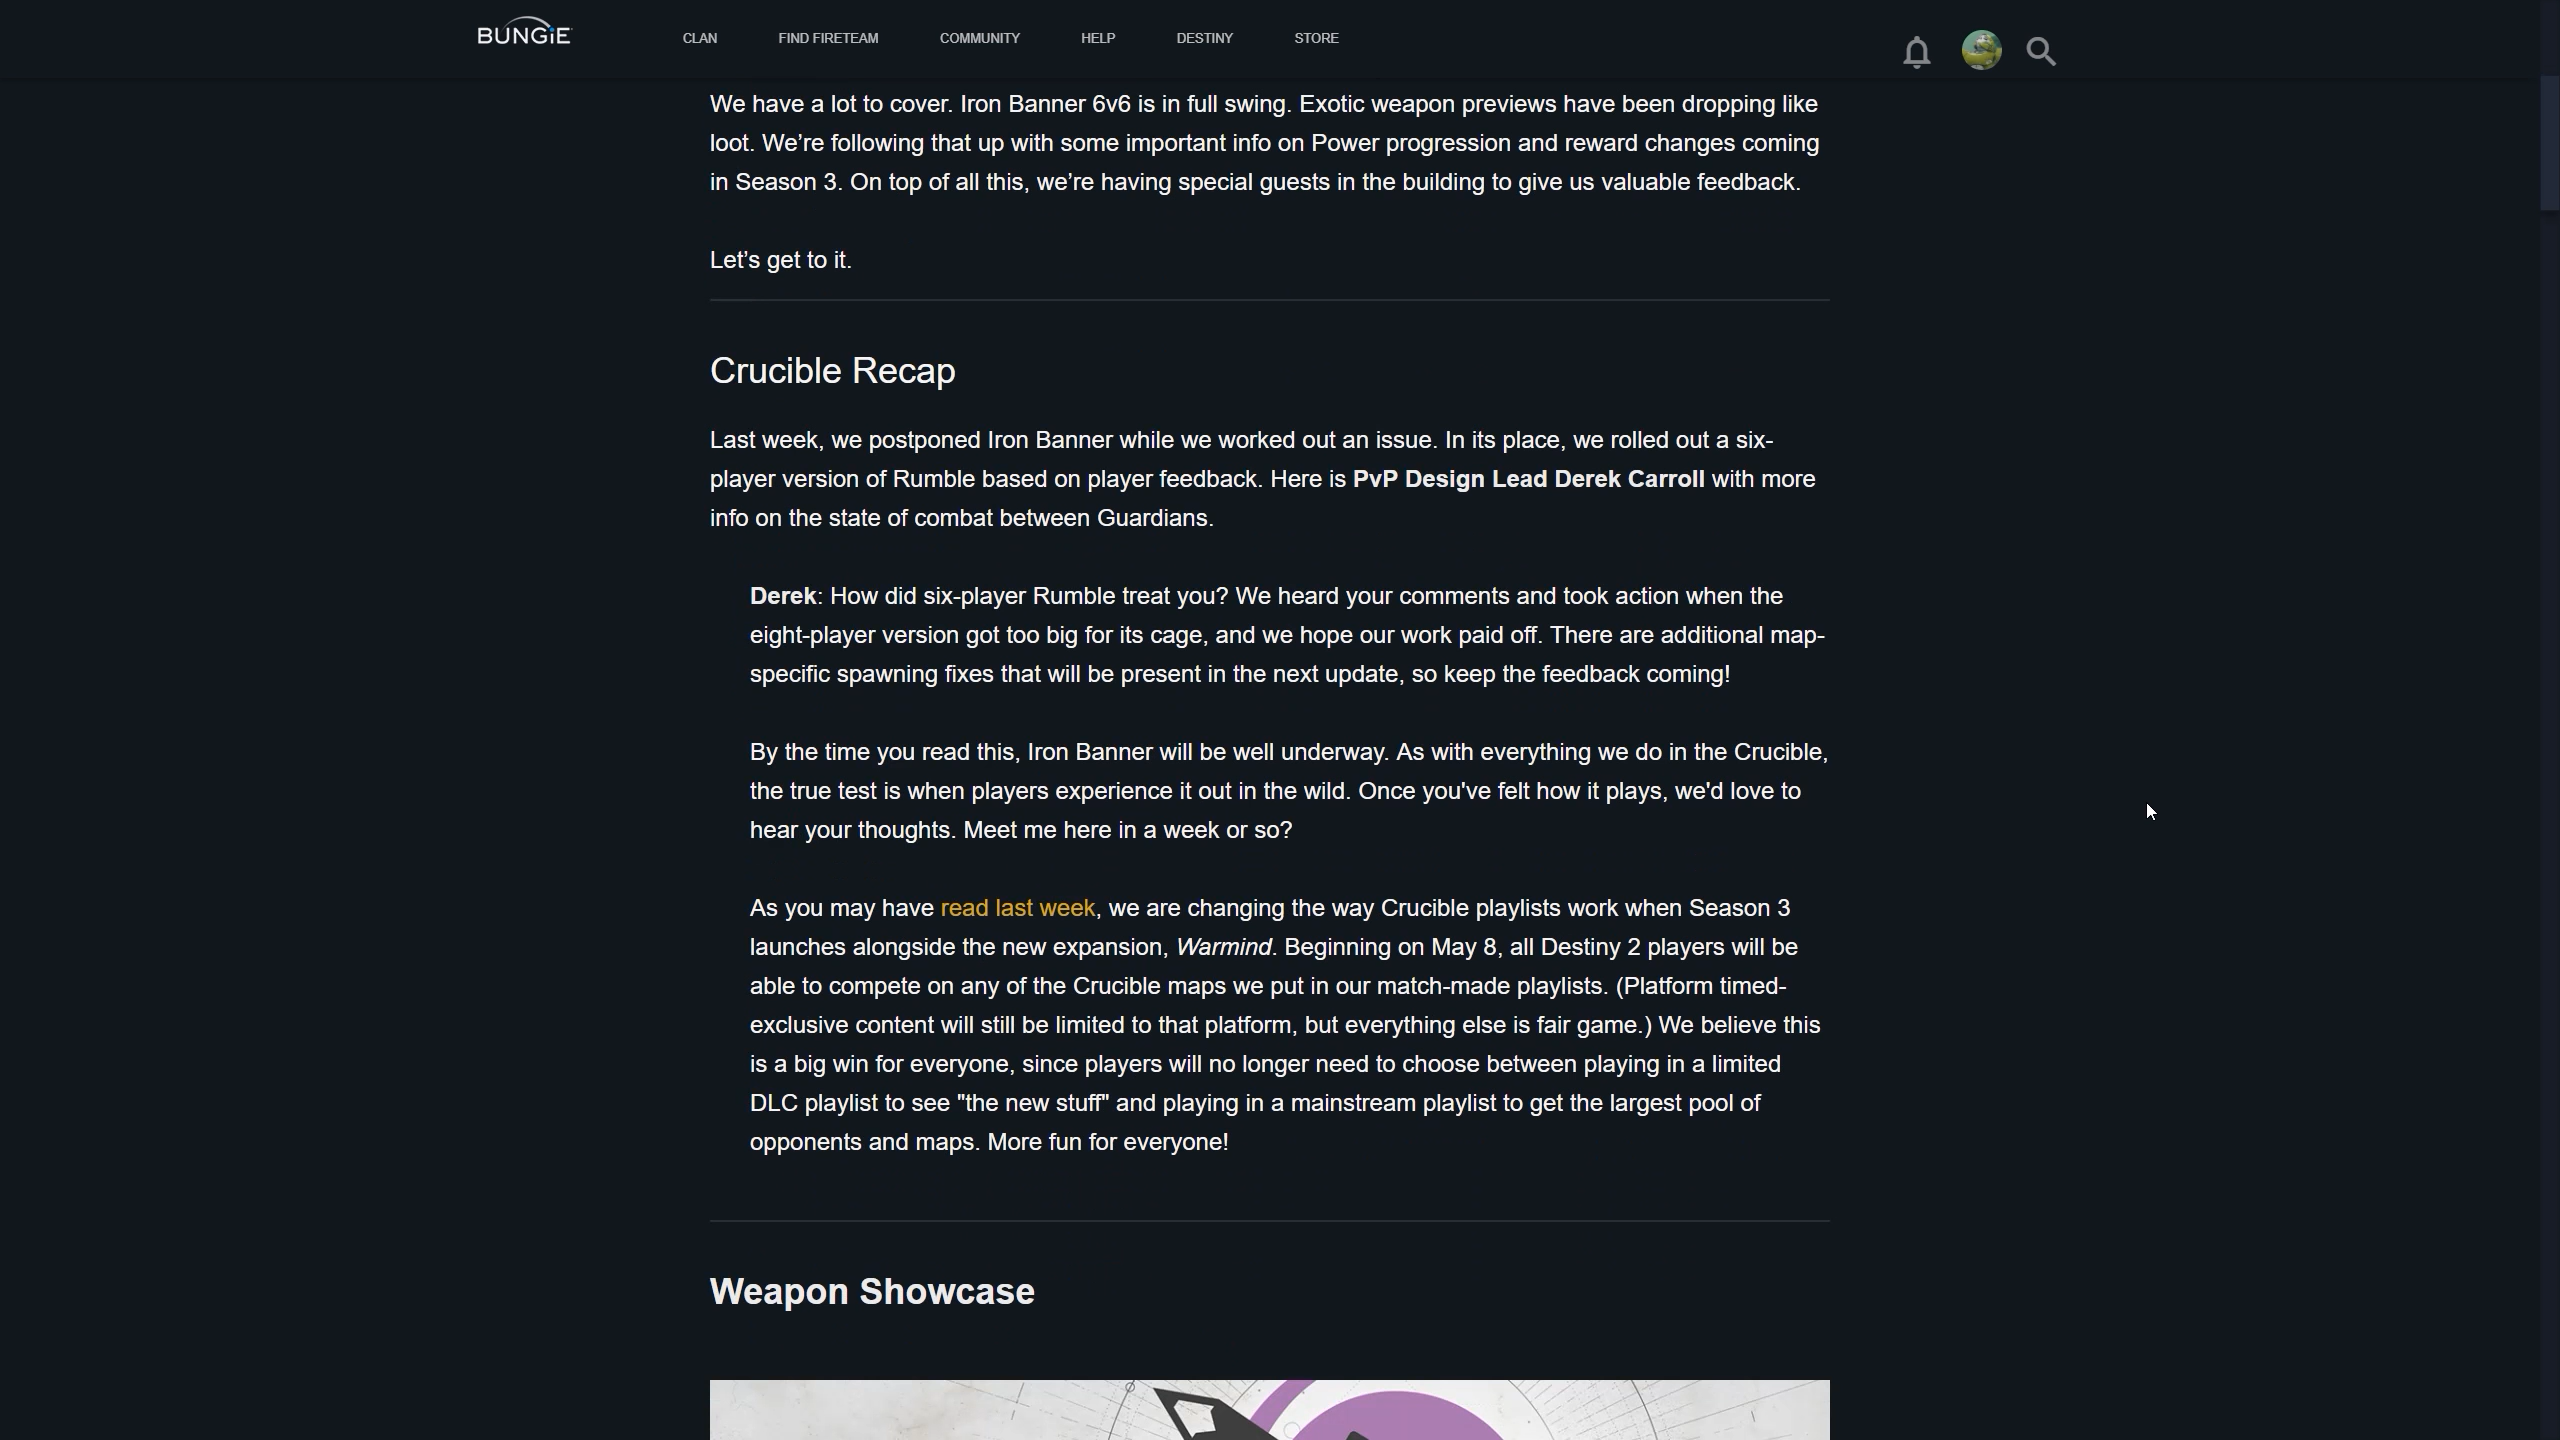 BUNGiE
CLAN
FIND FIRETEAM
COMMUNITY
HELP
DESTINY
STORE
We have a lot to cover. Iron Banner 6v6 is in full swing. Exotic weapon previews have been dropping like
loot. We’re following that up with some important info on Power progression and reward changes coming
in Season 3. On top of all this, we’re having special guests in the building to give us valuable feedback.
Let’s get to it.
Crucible Recap
Last week, we postponed Iron Banner while we worked out an issue. In its place, we rolled out a six-
player version of Rumble based on player feedback. Here is PvP Design Lead Derek Carroll with more
info on the state of combat between Guardians.
Derek: How did six-player Rumble treat you? We heard your comments and took action when the
eight-player version got too big for its cage, and we hope our work paid off. There are additional map-
specific spawning fixes that will be present in the next update, so keep the feedback coming!
By the time you read this, Iron Banner will be well underway. As with everything we do in the Crucible,
the true test is when players experience it out in the wild. Once you've felt how it plays, we'd love to
hear your thoughts. Meet me here in a week or so?
As you may have read last week, we are changing the way Crucible playlists work when Season 3
launches alongside the new expansion, Warmind. Beginning on May 8, all Destiny 2 players will be
able to compete on any of the Crucible maps we put in our match-made playlists. (Platform timed-
exclusive content will still be limited to that platform, but everything else is fair game.) We believe this
is a big win for everyone, since players will no longer need to choose between playing in a limited
DLC playlist to see "the new stuff" and playing in a mainstream playlist to get the largest pool of
opponents and maps. More fun for everyone!
Weapon Showcase